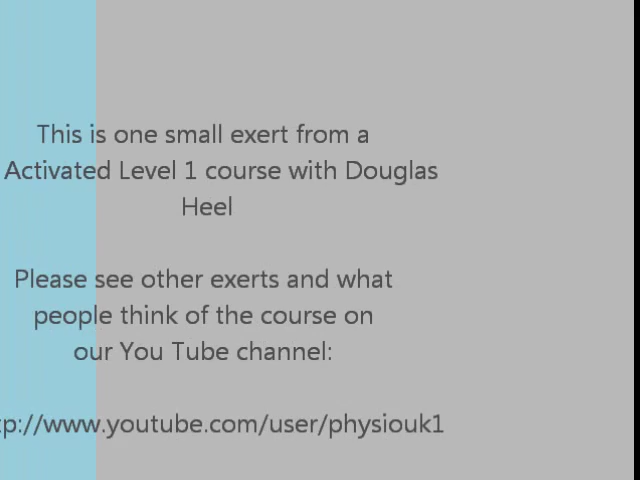 This is one small exert from a
Activated Level 1 course with Douglas
Heel
Please see other exerts and what
people think of the course on
our You Tube channel:
tp://www.youtube.com/user/physiouk1